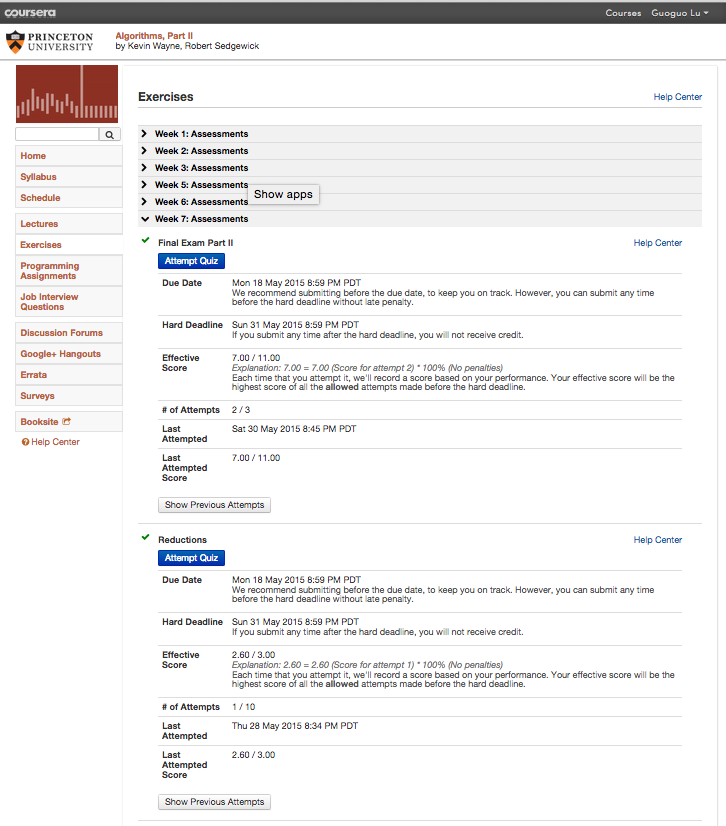 coursera
Courses Guoguo Lu
PRINCETON UNIVERSITY
Algorithms, Part II
by Kevin Wayne, Robert Sedgewick
Home
Syllabus
Schedule
Lectures
Exercises
Programming
Assignments
Job Interview
Questions
Discussion Forums
Google+ Hangouts
Errata
Surveys
Booksite
Help Center
Exercises
Help Center
Week 1: Assessments
Week 2: Assessments
Week 3: Assessments
Week 5: Assessments
Show apps
Week 6: Assessments
Week 7: Assessments
Final Exam Part II
Help Center
Attempt Quiz
Due Date Mon 18 May 2015 8:59 PM PDT
We recommend submitting before the due date, to keep you on track. However, you can submit any time
before the hard deadline without late penalty.
Hard Deadline Sun 31 May 2015 8:59 PM PDT
If you submit any time after the hard deadline, you will not receive credit.
Effective
Score
7.00 / 11.00
Explanation: 7.00 = 7.00 (Score for attempt 2) * 100% (No penalties)
Each time that you attempt it, we'll record a score based on your performance. Your effective score will be the
highest score of all the allowed attempts made before the hard deadline.
# of Attempts 2 / 3
Last
Attempted
Sat 30 May 2015 8:45 PM PDT
Last
Attempted
Score
7.00 / 11.00
Show Previous Attempts
Reductions
Help Center
Attempt Quiz
Due Date Mon 18 May 2015 8:59 PM PDT
We recommend submitting before the due date, to keep you on track. However, you can submit any time
before the hard deadline without late penalty.
Hard Deadline Sun 31 May 2015 8:59 PM PDT
If you submit any time after the hard deadline, you will not receive credit.
Effective
Score
2.60 / 3.00
Explanation: 2.60 = 2.60 (Score for attempt 1) * 100% (No penalties)
Each time that you attempt it, we'll record a score based on your performance. Your effective score will be the
highest score of all the allowed attempts made before the hard deadline.
# of Attempts 1 / 10
Last
Attempted
Thu 28 May 2015 8:34 PM PDT
Last
Attempted
Score
2.60 / 3.00
Show Previous Attempts